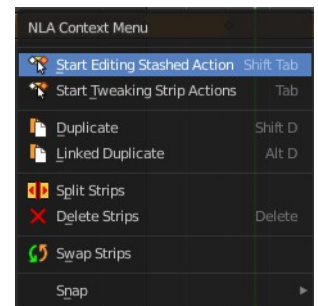 NLA Context Menu
Start Editing Stashed Action Shift Tab
Start Tweaking Strip Actions Tab
Duplicate Shift D
Linked Duplicate Alt D
Split Strips
Delete Strips Delete
Swap Strips
Snap